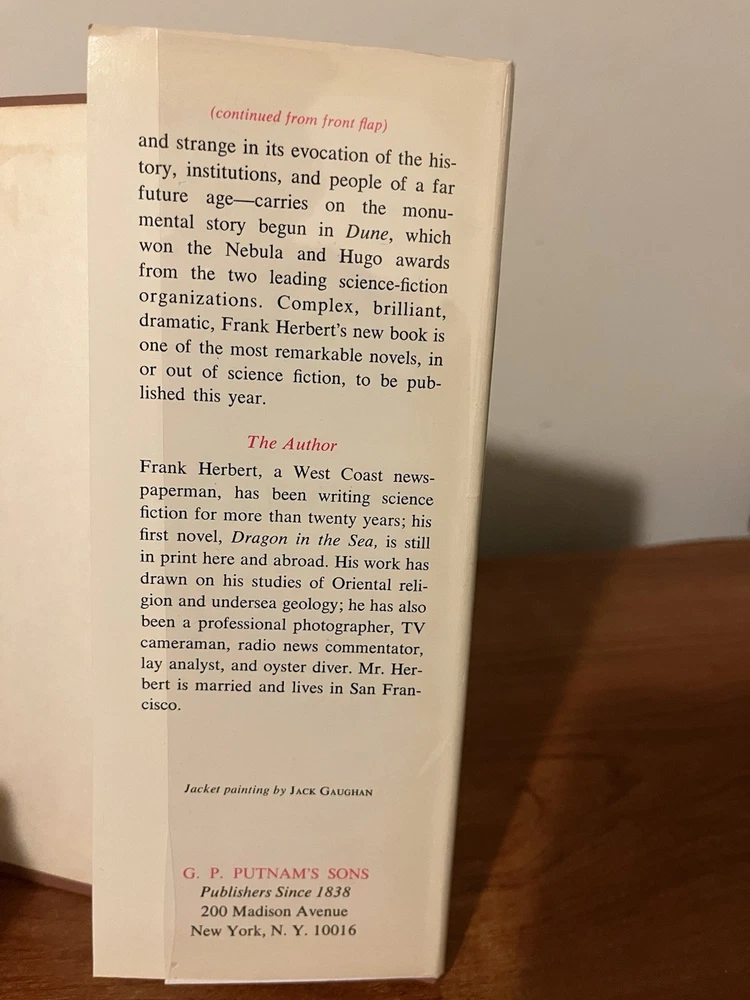 (continued from front flap)
and strange in its evocation of the his-
tory, institutions, and people of a far
future age—carries on the monu-
mental story begun in Dune, which
won the Nebula and Hugo awards
from the two leading science-fiction
organizations. Complex, brilliant,
dramatic, Frank Herbert's new book is
one of the most remarkable novels, in
or out of science fiction, to be pub-
lished this year.
The Author
Frank Herbert, a West Coast news-
paperman, has been writing science
fiction for more than twenty years; his
first novel, Dragon in the Sea, is still
in print here and abroad. His work has
drawn on his studies of Oriental reli-
gion and undersea geology; he has also
been a professional photographer, TV
cameraman, radio news commentator,
lay analyst, and oyster diver. Mr. Her-
bert is married and lives in San Fran-
cisco.
Jacket painting by JACK GAUGHAN
G. P. PUTNAM'S SONS
Publishers Since 1838
200 Madison Avenue
New York, N. Y. 10016